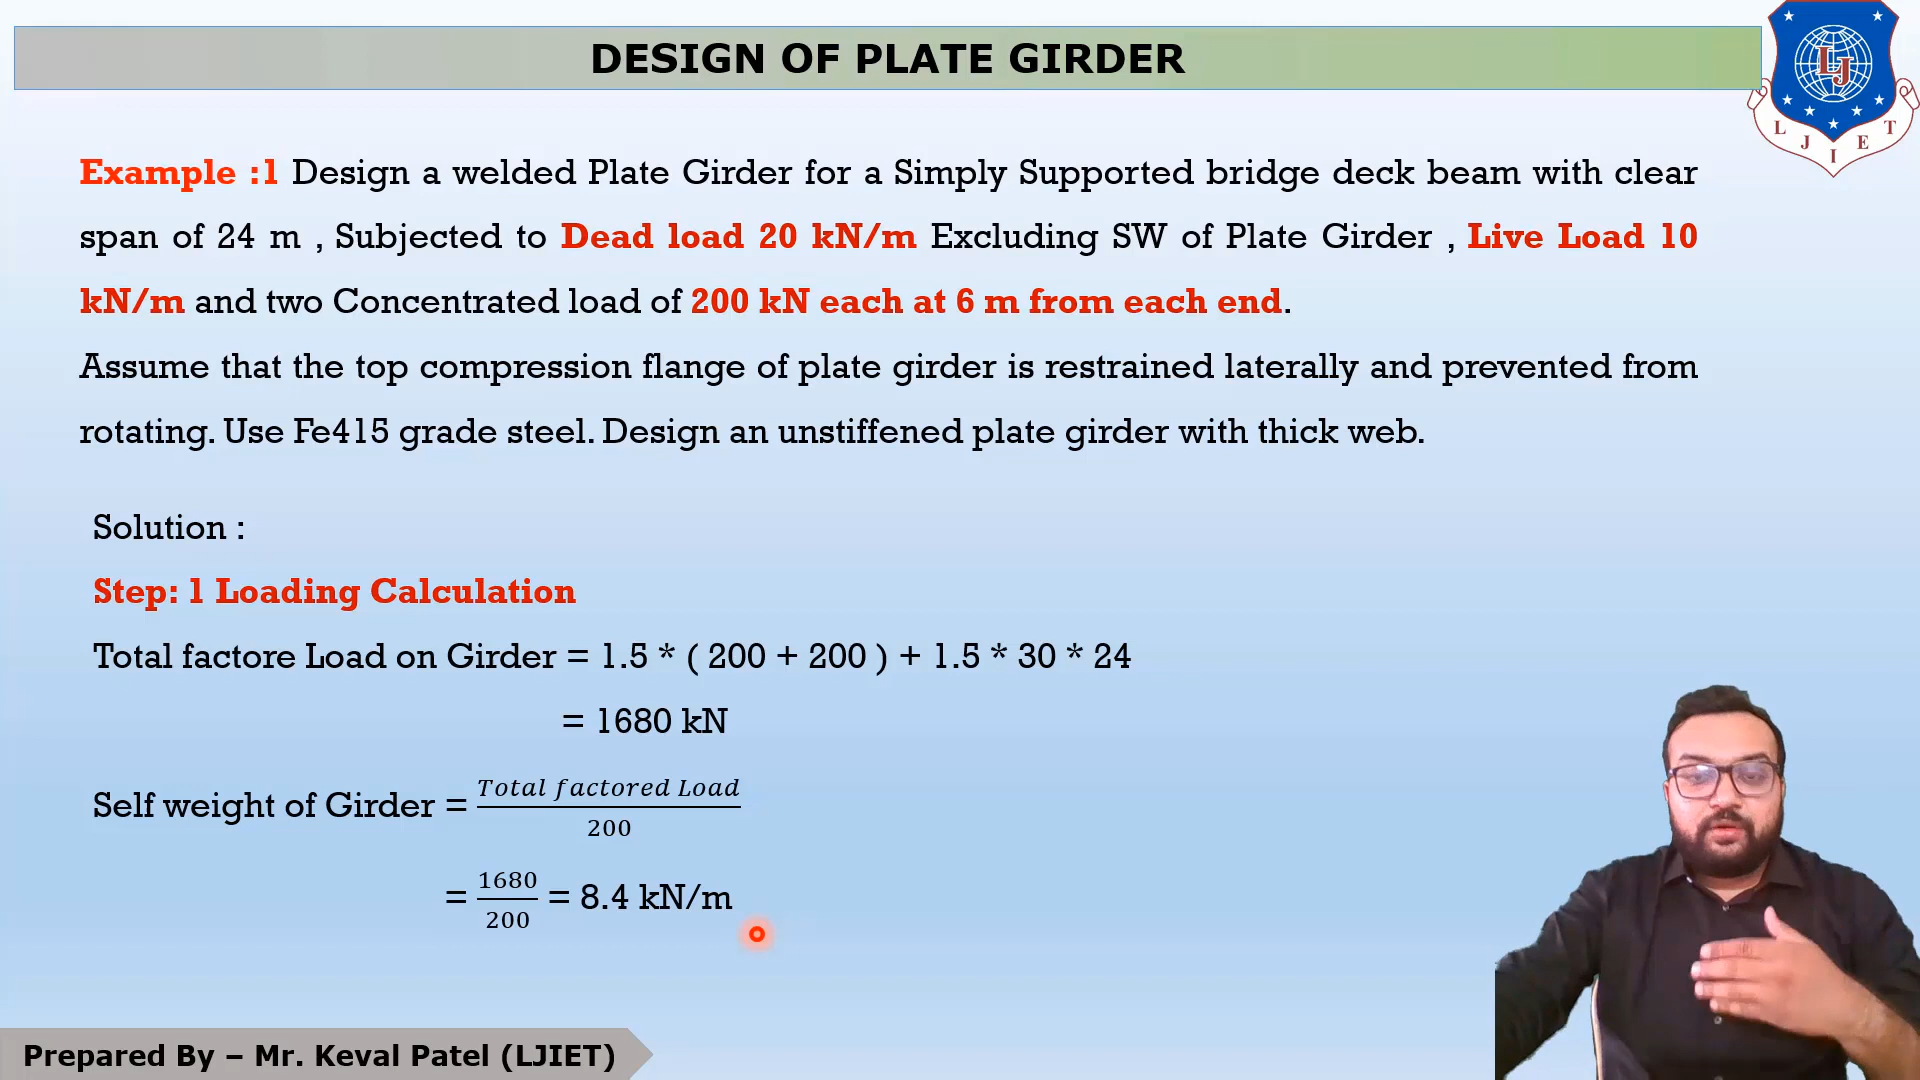 DESIGN OF PLATE GIRDER
LJ
L J I E T
Example :1 Design a welded Plate Girder for a Simply Supported bridge deck beam with clear
span of 24 m , Subjected to Dead load 20 kN/m Excluding SW of Plate Girder , Live Load 10
kN/m and two Concentrated load of 200 kN each at 6 m from each end.
Assume that the top compression flange of plate girder is restrained laterally and prevented from
rotating. Use Fe415 grade steel. Design an unstiffened plate girder with thick web.
Solution :
Step: 1 Loading Calculation
Total factore Load on Girder = 1.5 * ( 200 + 200 ) + 1.5 * 30 * 24
= 1680 kN
Self weight of Girder = Total factored Load / 200
= 1680 / 200 = 8.4 kN/m
Prepared By – Mr. Keval Patel (LJIET)